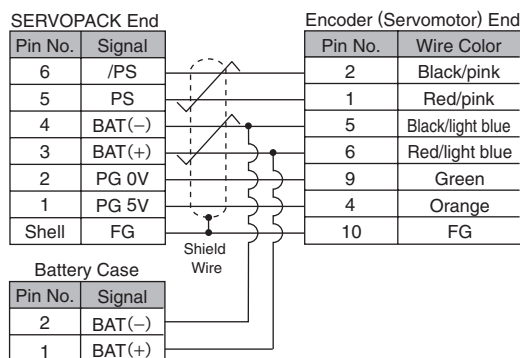 SERVOPACK End
Encoder (Servomotor) End
Pin No. Signal
Pin No. Wire Color
6 /PS
2 Black/pink
5 PS
1 Red/pink
4 BAT(−)
5 Black/light blue
3 BAT(+)
6 Red/light blue
2 PG 0V
9 Green
1 PG 5V
4 Orange
Shell FG
10 FG
Shield
Wire
Battery Case
Pin No. Signal
2 BAT(−)
1 BAT(+)